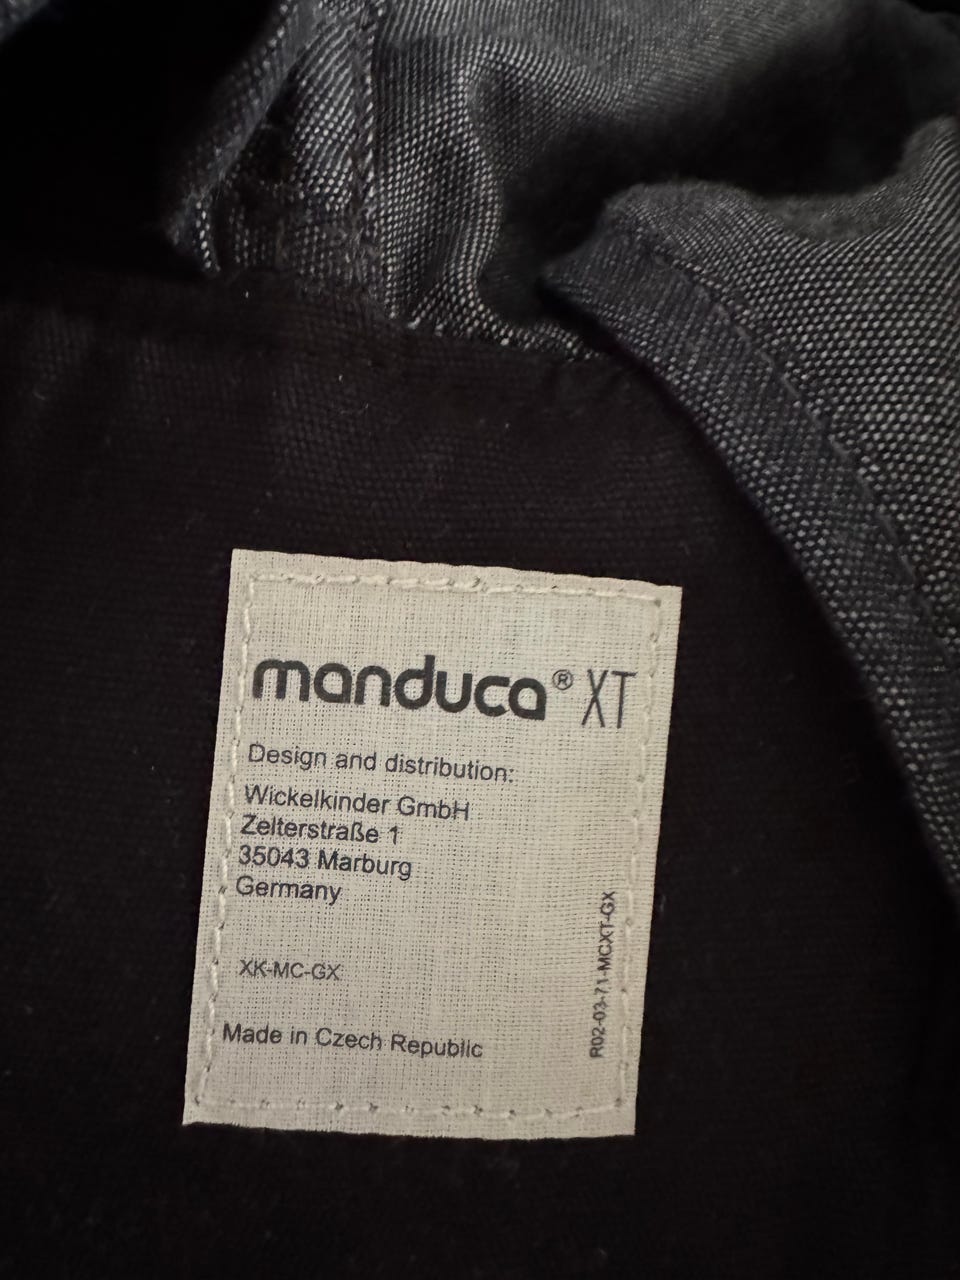 manduca® XT
Design and distribution:
Wickelkinder GmbH
Zelterstraße 1
35043 Marburg
Germany
XK-MC-GX
Made in Czech Republic
R02-03-71-MCXT-GX